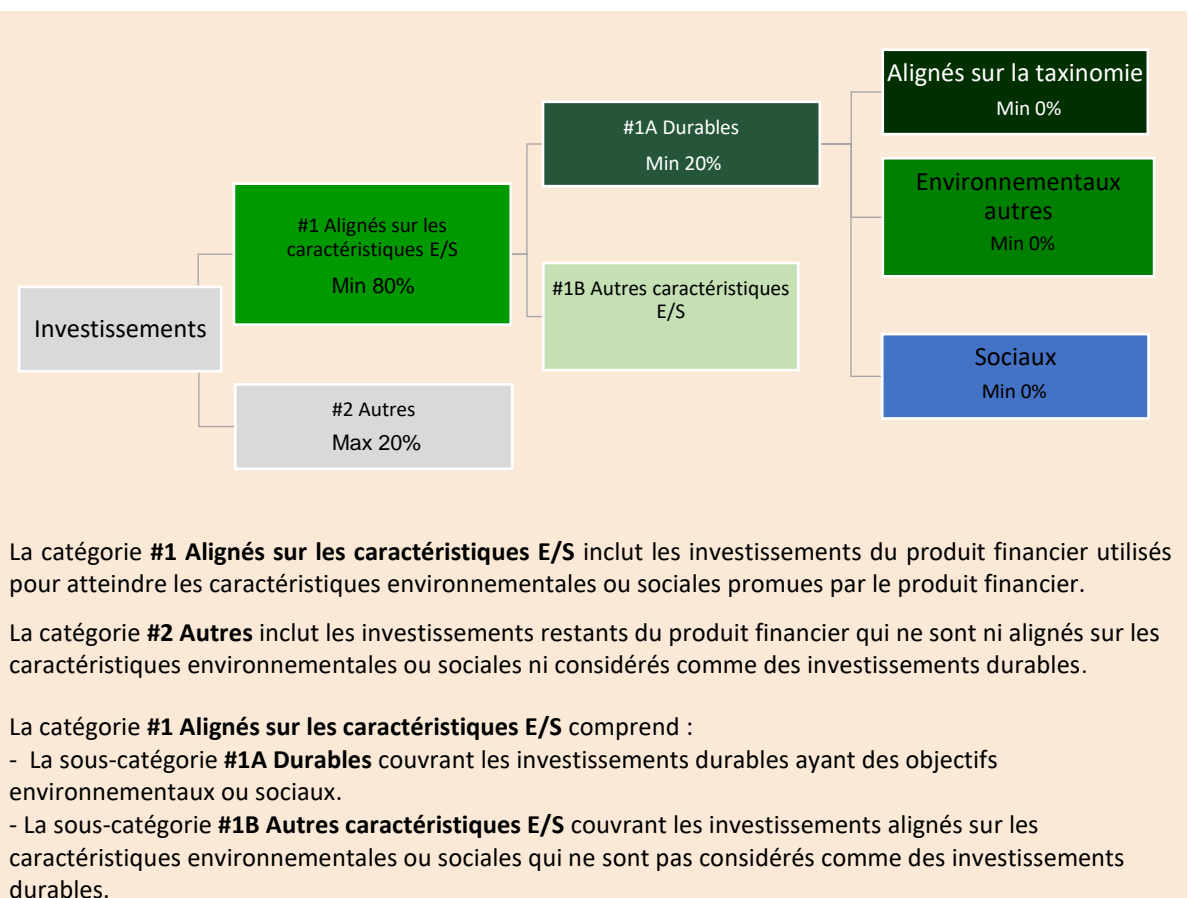 Alignés sur la taxinomie
Min 0%
#1A Durables
Min 20%
Environnementaux
autres
Min 0%
#1 Alignés sur les
caractéristiques E/S
Min 80%
#1B Autres caractéristiques
E/S
Investissements
Sociaux
Min 0%
#2 Autres
Max 20%
La catégorie #1 Alignés sur les caractéristiques E/S inclut les investissements du produit financier utilisés
pour atteindre les caractéristiques environnementales ou sociales promues par le produit financier.
La catégorie #2 Autres inclut les investissements restants du produit financier qui ne sont ni alignés sur les
caractéristiques environnementales ou sociales ni considérés comme des investissements durables.
La catégorie #1 Alignés sur les caractéristiques E/S comprend :
- La sous-catégorie #1A Durables couvrant les investissements durables ayant des objectifs
environnementaux ou sociaux.
- La sous-catégorie #1B Autres caractéristiques E/S couvrant les investissements alignés sur les
caractéristiques environnementales ou sociales qui ne sont pas considérés comme des investissements
durables.